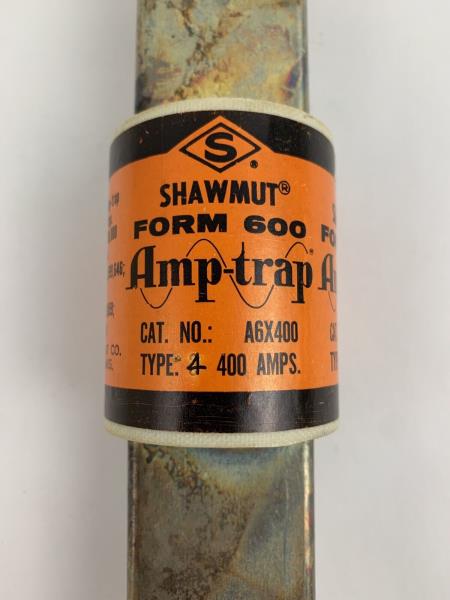 S®
SHAWMUT®
FORM 600
Amp-trap®
CAT. NO.: A6X400
TYPE: 4 400 AMPS.